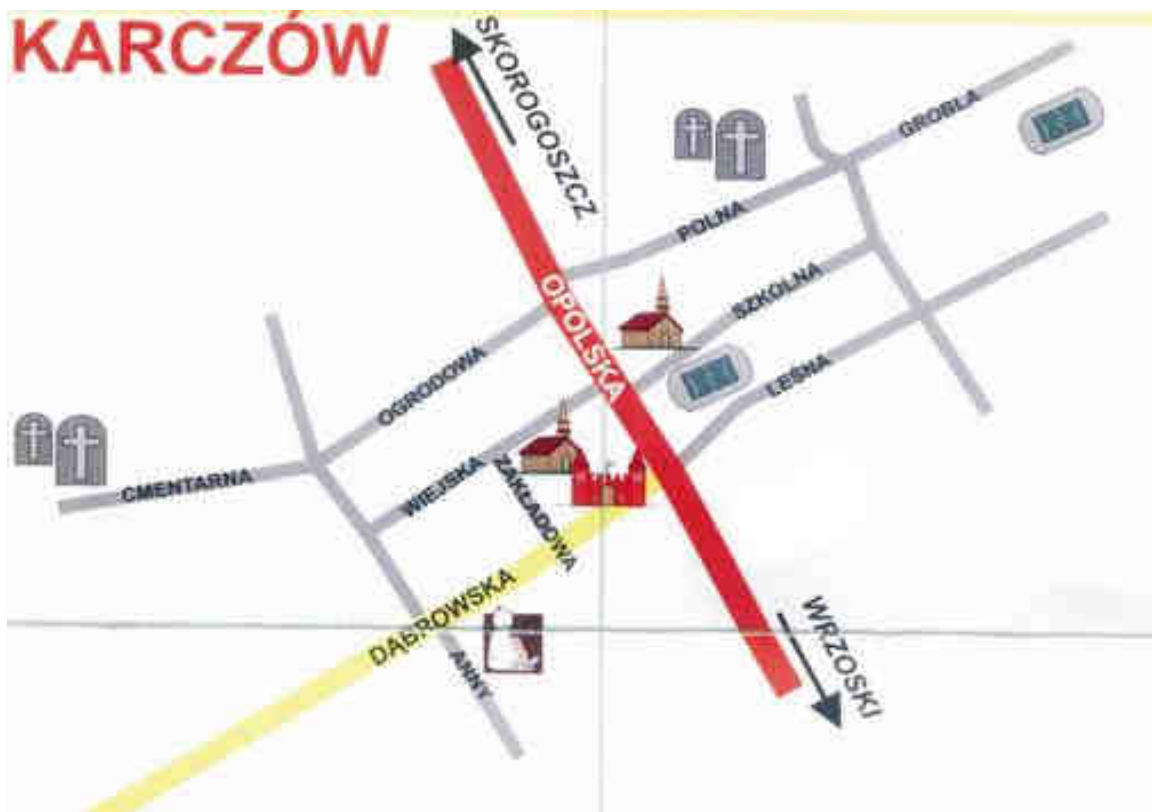 KARCZÓW
SKOROGOSZCZ
GROBLA
POLNA
OPOLSKA
SZKOLNA
OGRODOWA
LEŚNA
CMENTARNA
WIEJSKA
ZAKŁADOWA
DĄBROWSKA
ANNY
WRZOSKI